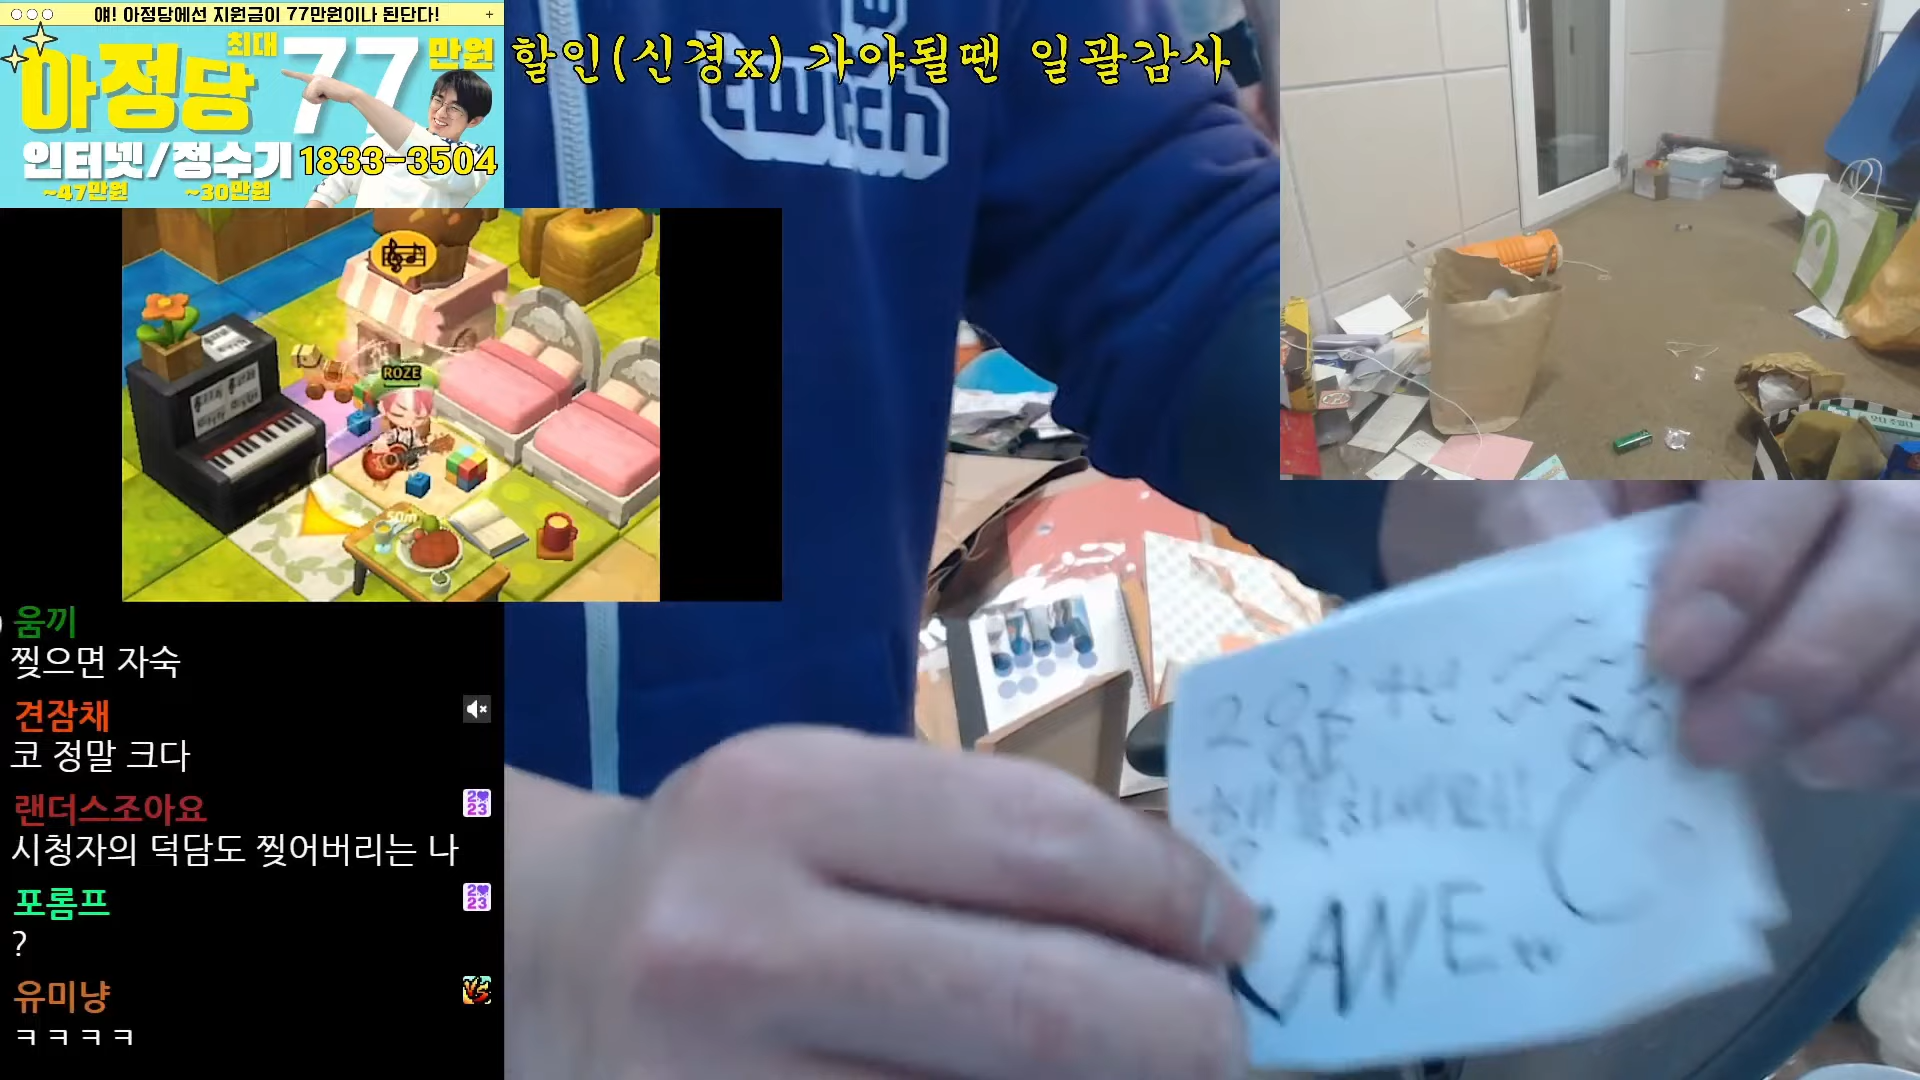 얘! 아정당에선 지원금이 77만원이나 된단다!
최대 77만원
아정당
인터넷/정수기 1833-3504
~47만원 ~30만원
할인(신경x) 가야될땐 일괄감사
twitch
ROZE
50m
움끼
찢으면 자숙
견잠채
코 정말 크다
랜더스조아요
시청자의 덕담도 찢어버리는 나
포롬프
?
유미냥
ㅋㅋㅋㅋ
KANE